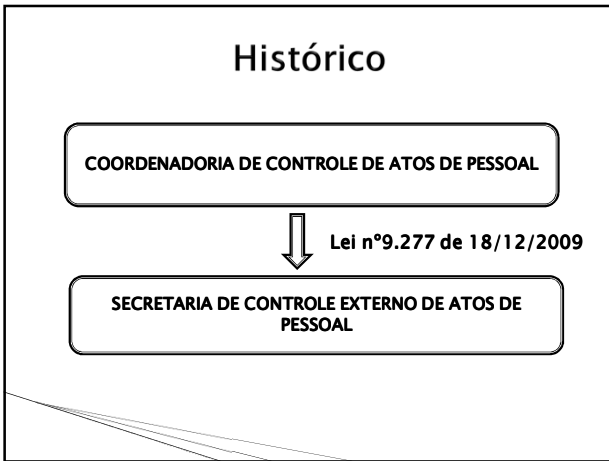 Histórico
COORDENADORIA DE CONTROLE DE ATOS DE PESSOAL
Lei nº9.277 de 18/12/2009
SECRETARIA DE CONTROLE EXTERNO DE ATOS DE
PESSOAL